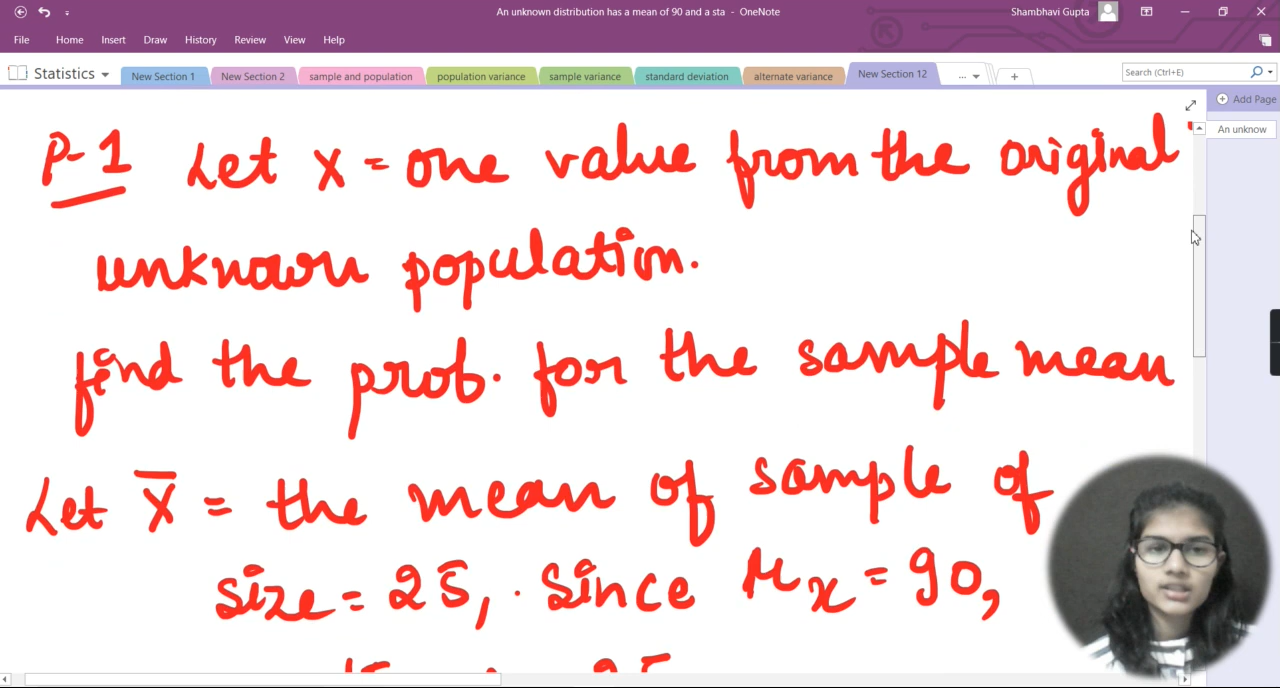 An unknown distribution has a mean of 90 and a sta - OneNote
Shambhavi Gupta
File Home Insert Draw History Review View Help
Statistics
New Section 1
New Section 2
sample and population
population variance
sample variance
standard deviation
alternate variance
New Section 12
...
+
Search (Ctrl+E)
Add Page
An unknow
P-1 Let x = one value from the original
unknown population.
find the prob. for the sample mean
Let X̄ = the mean of sample of
size = 25, . since μx = 90,